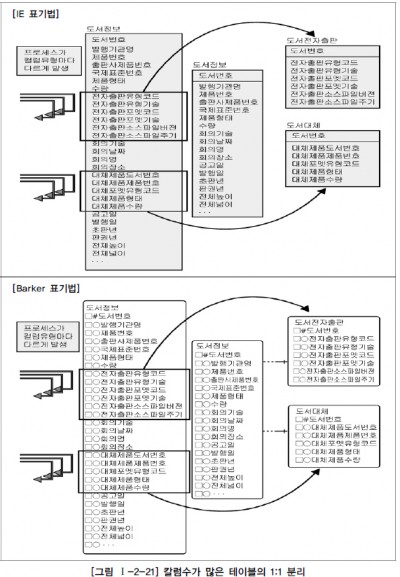 [IE 표기법]
프로세스가
컬럼유형마다
다르게 발생
도서정보
도서번호
발행기관명
제품번호
출판사제품번호
국제표준번호
제품형태
수량
전자출판유형코드
전자출판유형기술
전자출판포맷코드
전자출판포맷기술
전자출판소스파일버전
전자출판소스파일주기
회의기술
회의날짜
회의명
회의장소
대체제품도서번호
대체제품제품번호
대체포맷유형코드
대체제품형태
대체제품수량
공고일
발행일
초판년
판권년
전체높이
전체넓이
...
도서정보
도서번호
발행기관명
제품번호
출판사제품번호
국제표준번호
제품형태
수량
회의기술
회의날짜
회의명
회의장소
공고일
발행일
초판년
판권년
전체높이
전체넓이
...
도서전자출판
도서번호
전자출판유형코드
전자출판유형기술
전자출판포맷코드
전자출판포맷기술
전자출판소스파일버전
전자출판소스파일주기
도서대체
도서번호
대체제품도서번호
대체제품제품번호
대체포맷유형코드
대체제품형태
대체제품수량
[Barker 표기법]
프로세스가
컬럼유형마다
다르게 발생
도서정보
□#도서번호
□○발행기관명
□○제품번호
□○출판사제품번호
□○국제표준번호
□○제품형태
□○수량
□○전자출판유형코드
□○전자출판유형기술
□○전자출판포맷코드
□○전자출판포맷기술
□○전자출판소스파일버전
□○전자출판소스파일주기
□○회의기술
□○회의날짜
□○회의명
□○회의장소
□○대체제품도서번호
□○대체제품제품번호
□○대체포맷유형코드
□○대체제품형태
□○대체제품수량
□○공고일
□○발행일
□○초판년
□○판권년
□○전체높이
□○전체넓이
□○...
도서정보
□#도서번호
□○발행기관명
□○제품번호
□○출판사제품번호
□○국제표준번호
□○제품형태
□○수량
□○회의기술
□○회의날짜
□○회의명
□○회의장소
□○공고일
□○발행일
□○초판년
□○판권년
□○전체높이
□○전체넓이
□○...
도서전자출판
□#도서번호
□○전자출판유형코드
□○전자출판유형기술
□○전자출판포맷코드
□○전자출판포맷기술
□○전자출판소스파일버전
□○전자출판소스파일주기
도서대체
□#도서번호
□○대체제품도서번호
□○대체제품제품번호
□○대체포맷유형코드
□○대체제품형태
□○대체제품수량
[그림 Ⅰ-2-21] 칼럼수가 많은 테이블의 1:1 분리